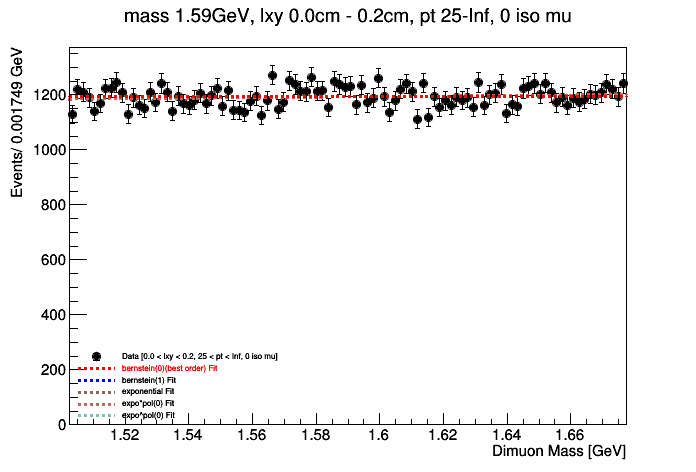 mass 1.59GeV, lxy 0.0cm - 0.2cm, pt 25-Inf, 0 iso mu
Events/ 0.001749 GeV
1200
1000
800
600
400
200
0
Data [0.0 < lxy < 0.2, 25 < pt < Inf, 0 iso mu]
bernstein(0)(best order) Fit
bernstein(1) Fit
exponential Fit
expo*pol(0) Fit
expo^pol(0) Fit
1.52 1.54 1.56 1.58 1.6 1.62 1.64 1.66
Dimuon Mass [GeV]